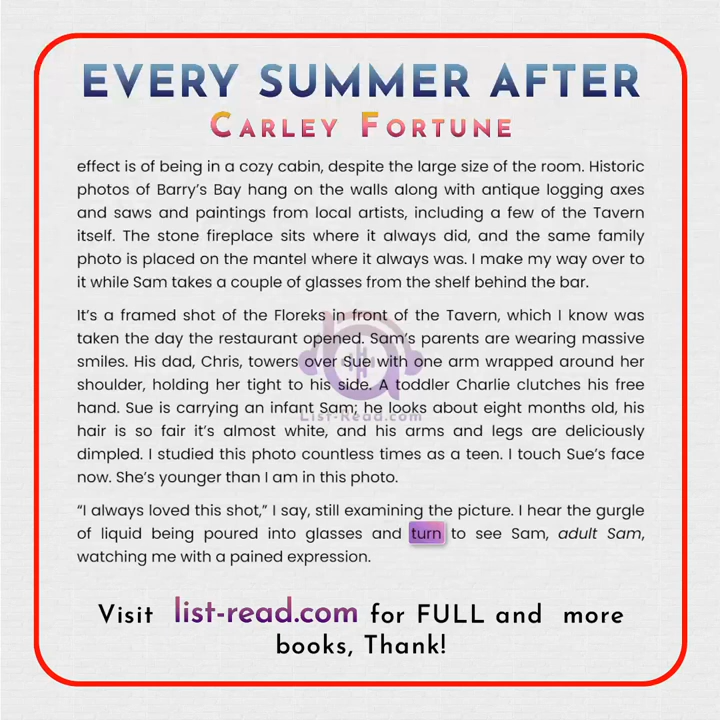 EVERY SUMMER AFTER
CARLEY FORTUNE
effect is of being in a cozy cabin, despite the large size of the room. Historic
photos of Barry's Bay hang on the walls along with antique logging axes
and saws and paintings from local artists, including a few of the Tavern
itself. The stone fireplace sits where it always did, and the same family
photo is placed on the mantel where it always was. I make my way over to
it while Sam takes a couple of glasses from the shelf behind the bar.
It's a framed shot of the Floreks in front of the Tavern, which I know was
taken the day the restaurant opened. Sam's parents are wearing massive
smiles. His dad, Chris, towers over Sue with one arm wrapped around her
shoulder, holding her tight to his side. A toddler Charlie clutches his free
hand. Sue is carrying an infant Sam; he looks about eight months old, his
List-Read.com
hair is so fair it's almost white, and his arms and legs are deliciously
dimpled. I studied this photo countless times as a teen. I touch Sue's face
now. She's younger than I am in this photo.
“I always loved this shot,” I say, still examining the picture. I hear the gurgle
of liquid being poured into glasses and turn to see Sam, adult Sam,
watching me with a pained expression.
Visit list-read.com for FULL and more
books, Thank!